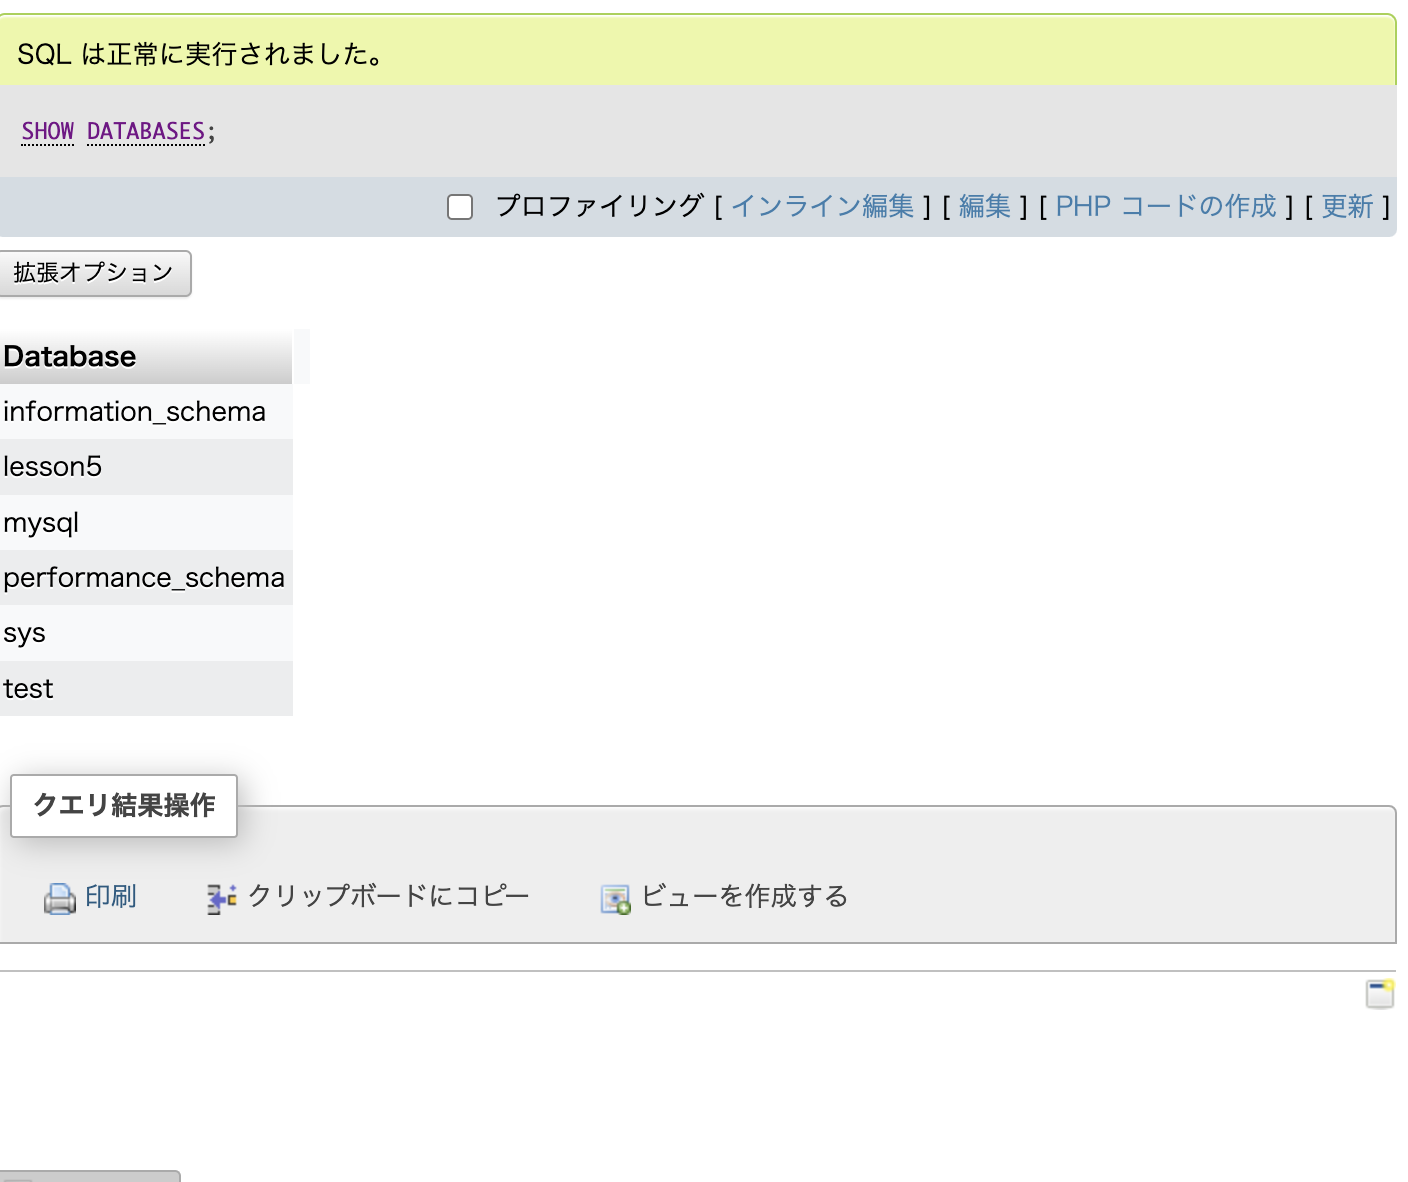 SQL は正常に実行されました。
SHOW DATABASES;
プロファイリング [ インライン編集 ] [ 編集 ] [ PHP コードの作成 ] [ 更新 ]
拡張オプション
Database
information_schema
lesson5
mysql
performance_schema
sys
test
クエリ結果操作
印刷 クリップボードにコピー ビューを作成する